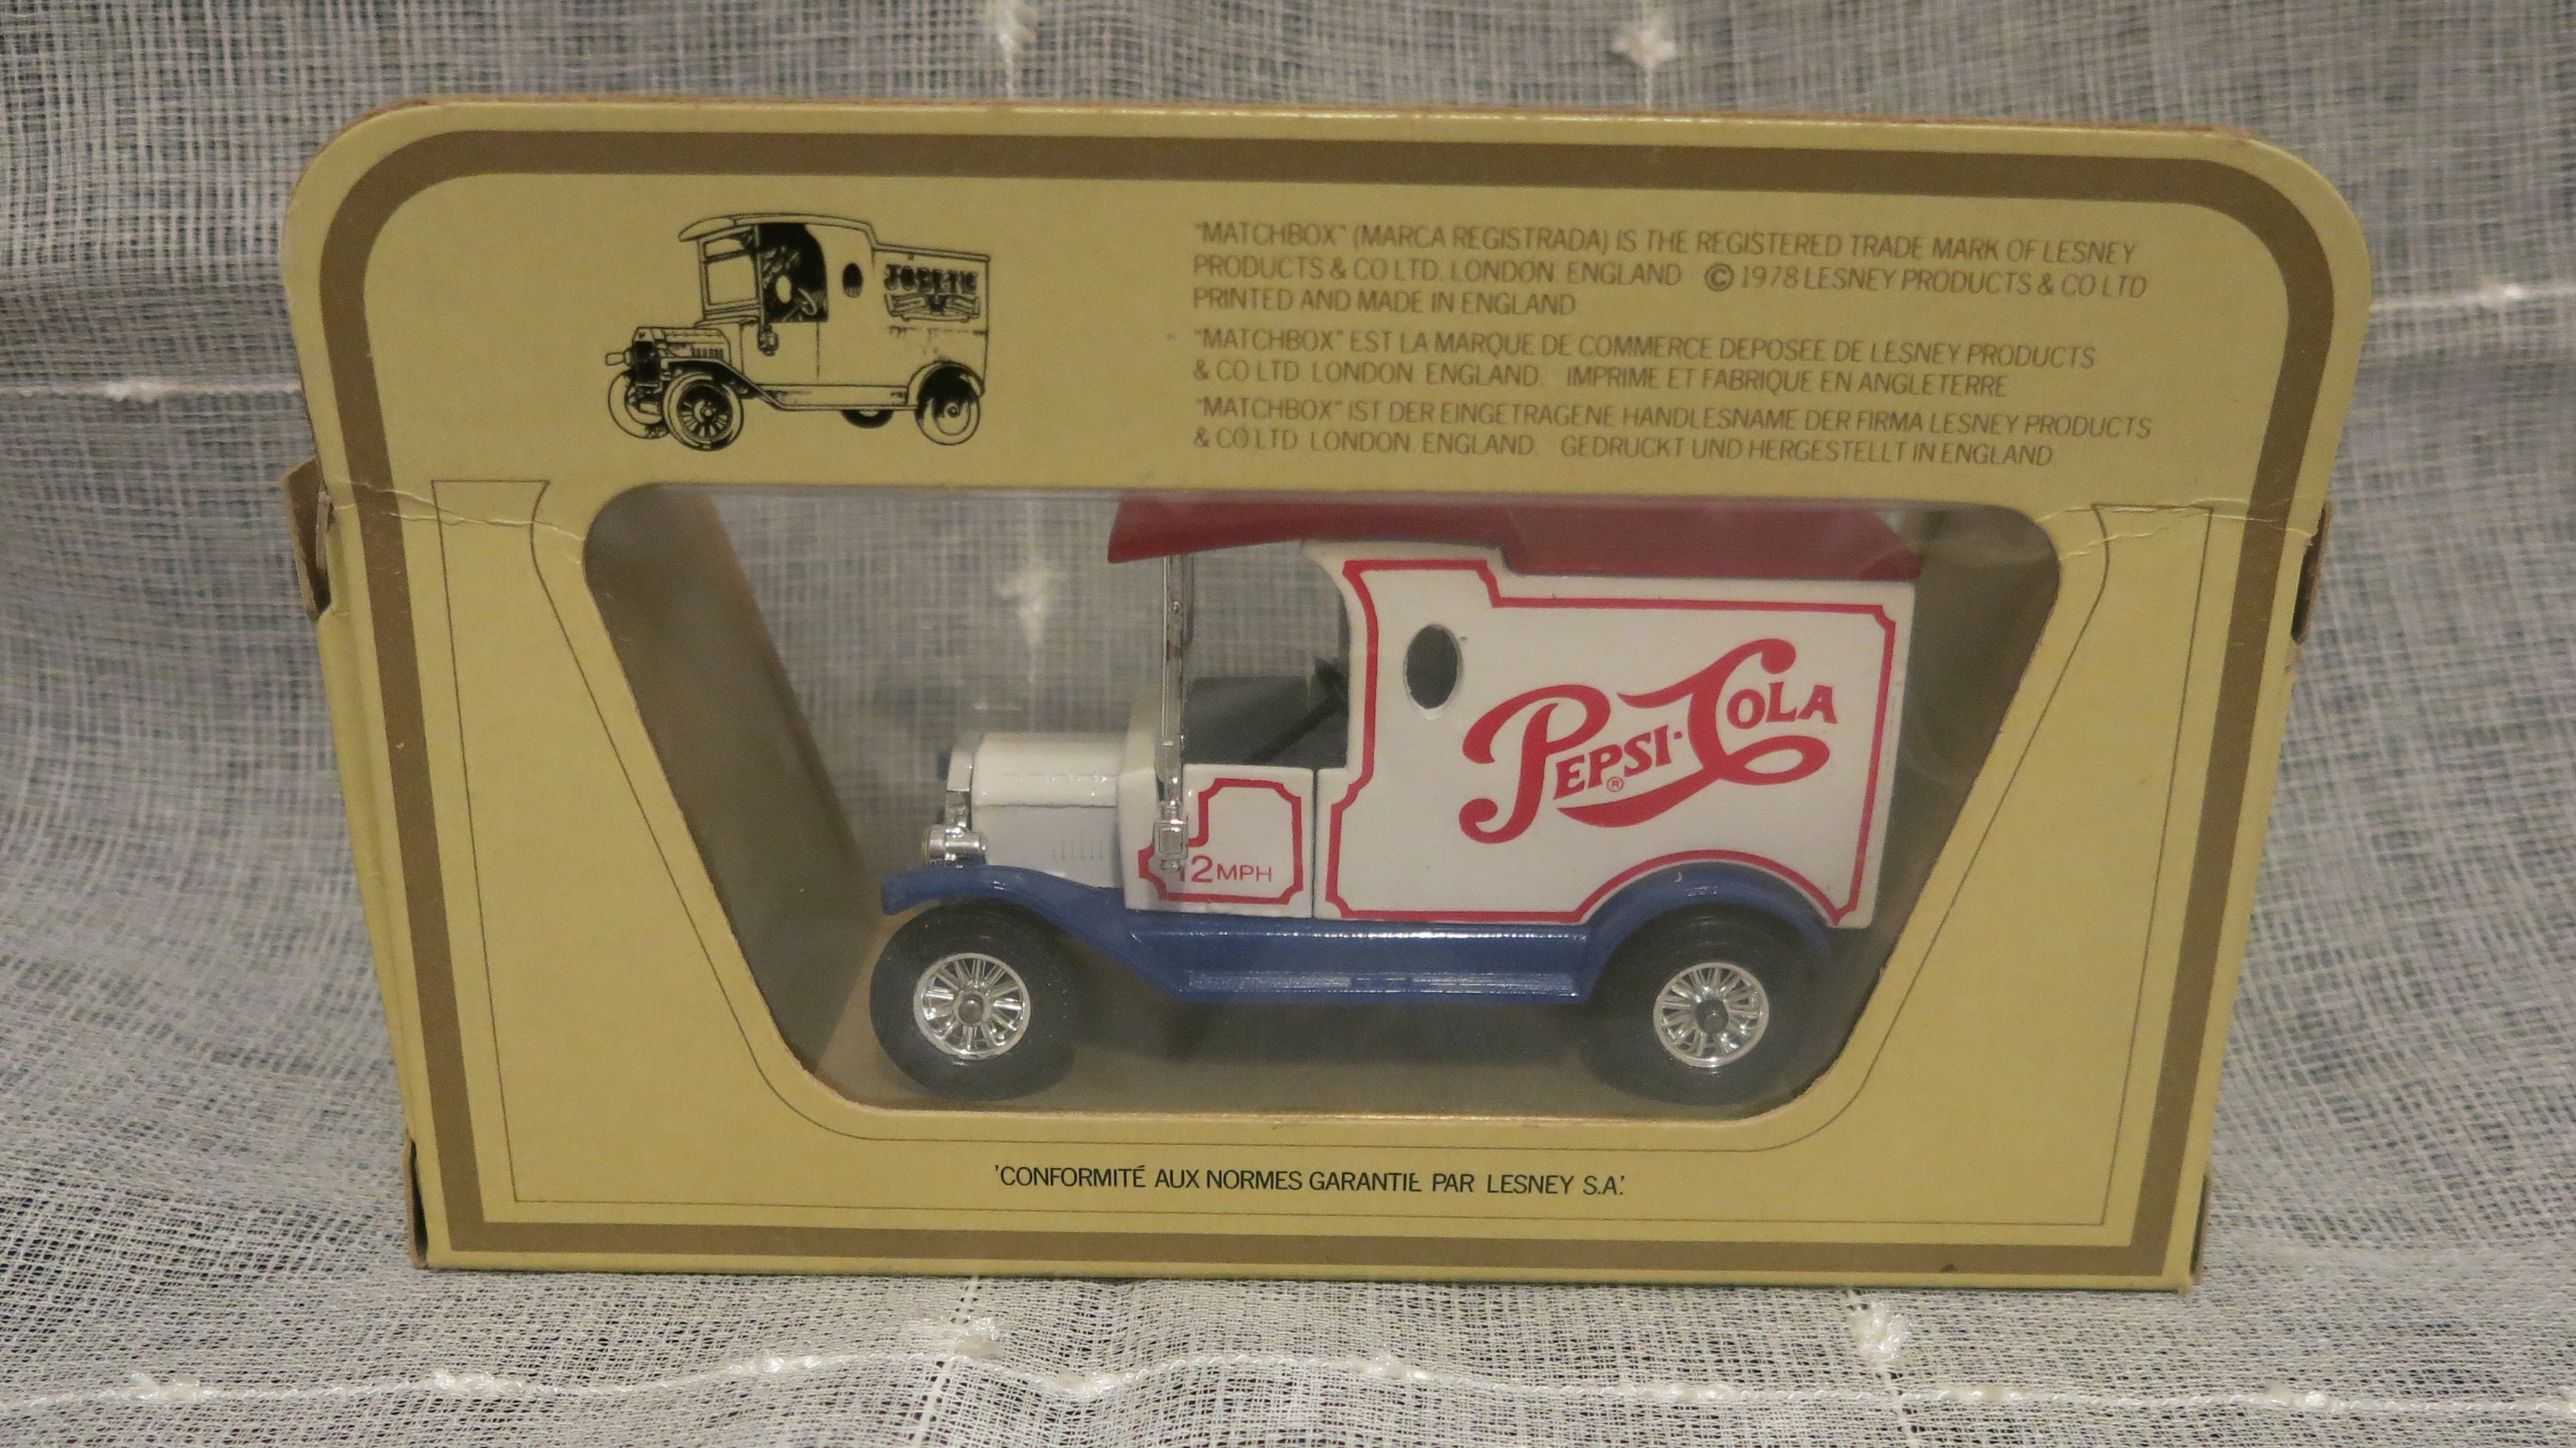 "MATCHBOX" (MARCA REGISTRADA) IS THE REGISTERED TRADE MARK OF LESNEY
PRODUCTS & CO LTD. LONDON. ENGLAND © 1978 LESNEY PRODUCTS & CO LTD
PRINTED AND MADE IN ENGLAND
"MATCHBOX" EST LA MARQUE DE COMMERCE DEPOSEE DE LESNEY PRODUCTS
& CO LTD. LONDON. ENGLAND. IMPRIME ET FABRIQUE EN ANGLETERRE
"MATCHBOX" IST DER EINGETRAGENE HANDLESNAME DER FIRMA LESNEY PRODUCTS
& CO LTD. LONDON. ENGLAND. GEDRUCKT UND HERGESTELLT IN ENGLAND.
PEPSI-COLA
®
12 MPH
'CONFORMITÉ AUX NORMES GARANTIE PAR LESNEY S.A.'